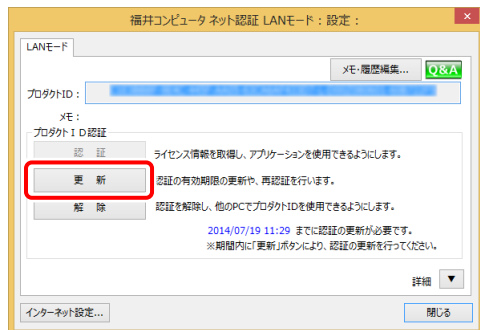 福井コンピュータ ネット認証 LANモード：設定：
LANモード
メモ・履歴編集...
Q&A
プロダクトID：
メモ：
プロダクトＩＤ認証
認　証
ライセンス情報を取得し、アプリケーションを使用できるようにします。
更　新
認証の有効期限の更新や、再認証を行います。
解　除
認証を解除し、他のPCでプロダクトIDを使用できるようにします。
2014/07/19 11:29 までに認証の更新が必要です。
※期間内に「更新」ボタンにより、認証の更新を行ってください。
詳細 ▼
インターネット設定...
閉じる